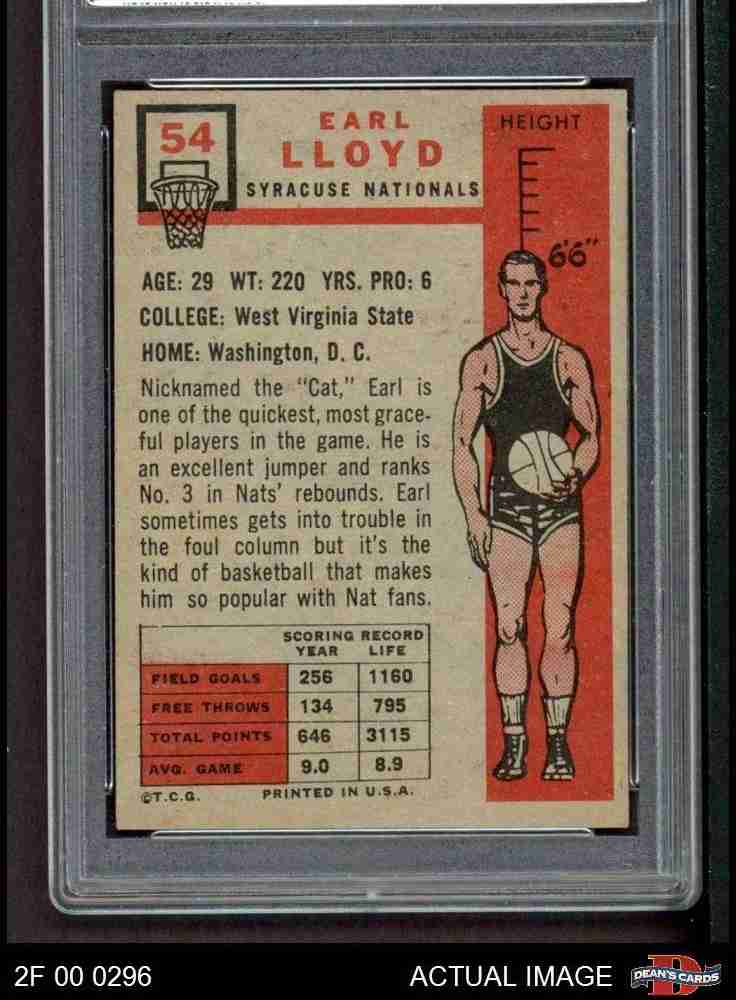 54
EARL
LLOYD
SYRACUSE NATIONALS
HEIGHT
6'6"
AGE: 29 WT: 220 YRS. PRO: 6
COLLEGE: West Virginia State
HOME: Washington, D. C.
Nicknamed the "Cat," Earl is
one of the quickest, most grace-
ful players in the game. He is
an excellent jumper and ranks
No. 3 in Nats' rebounds. Earl
sometimes gets into trouble in
the foul column but it's the
kind of basketball that makes
him so popular with Nat fans.
SCORING RECORD
YEAR LIFE
FIELD GOALS 256 1160
FREE THROWS 134 795
TOTAL POINTS 646 3115
AVG. GAME 9.0 8.9
©T.C.G. PRINTED IN U.S.A.
2F 00 0296 ACTUAL IMAGE DEAN'S CARDS